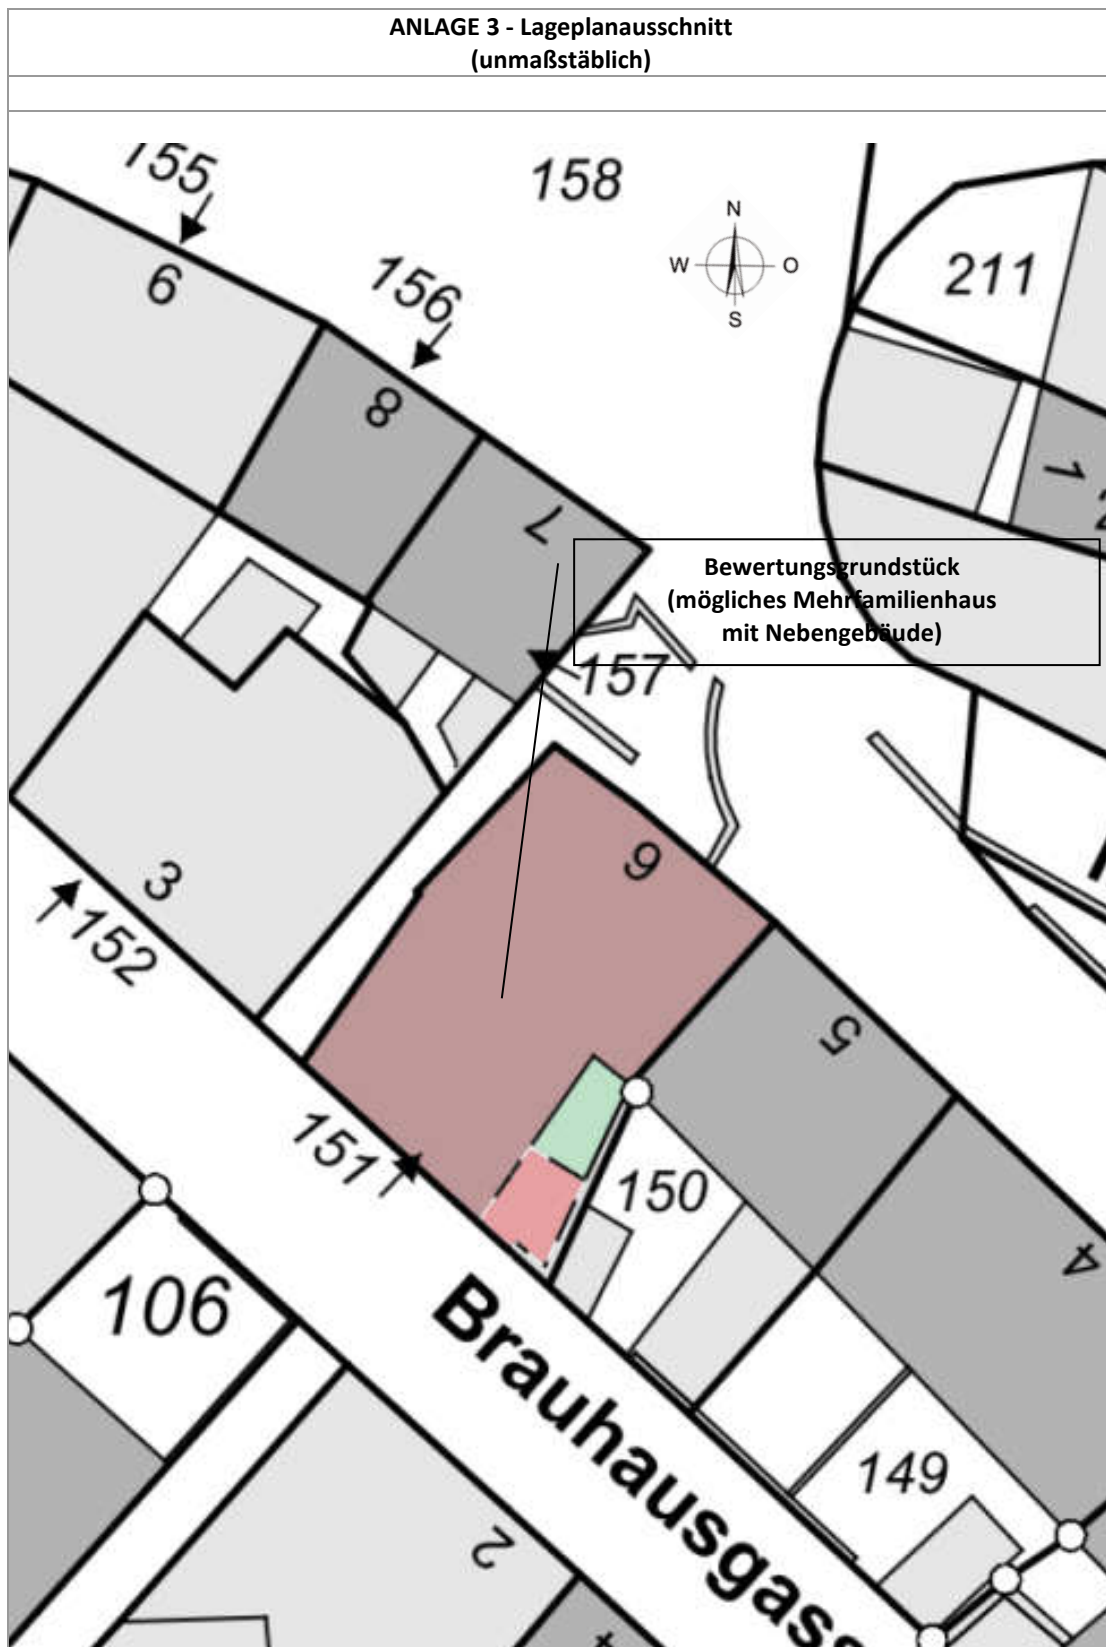 ANLAGE 3 - Lageplanausschnitt
(unmaßstäblich)
155
158
N
W O
S
211
156
9
8
1
7
Bewertungsgrundstück
(mögliches Mehrfamilienhaus
mit Nebengebäude)
157
6
3
152
5
151
150
4
106
Brauhausgass
149
2